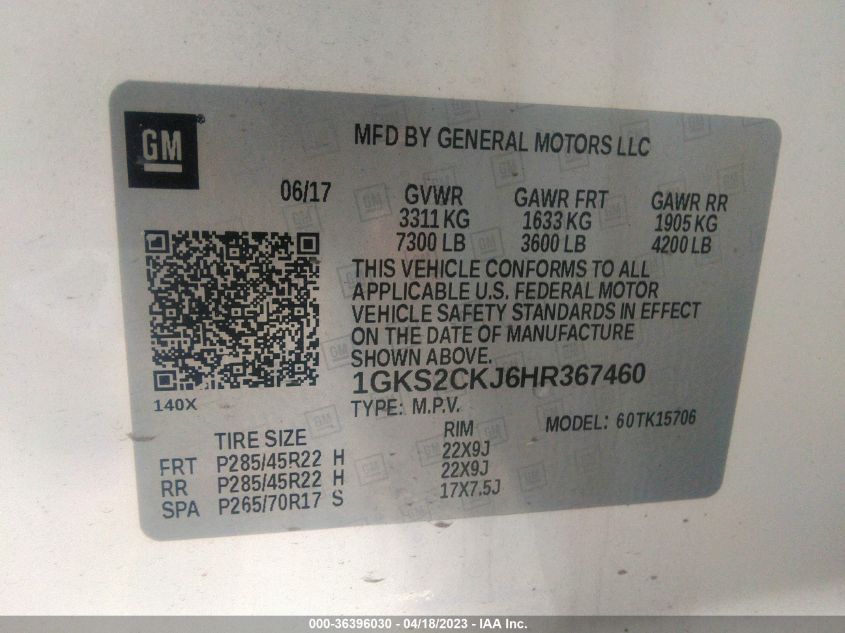 GM®
MFD BY GENERAL MOTORS LLC
06/17 GVWR GAWR FRT GAWR RR
3311 KG 1633 KG 1905 KG
7300 LB 3600 LB 4200 LB
THIS VEHICLE CONFORMS TO ALL
APPLICABLE U.S. FEDERAL MOTOR
VEHICLE SAFETY STANDARDS IN EFFECT
ON THE DATE OF MANUFACTURE
SHOWN ABOVE.
1GKS2CKJ6HR367460
140X
TYPE: M.P.V. MODEL: 60TK15706
TIRE SIZE RIM
FRT P285/45R22 H 22X9J
RR P285/45R22 H 22X9J
SPA P265/70R17 S 17X7.5J
000-36396030 - 04/18/2023 - IAA Inc.